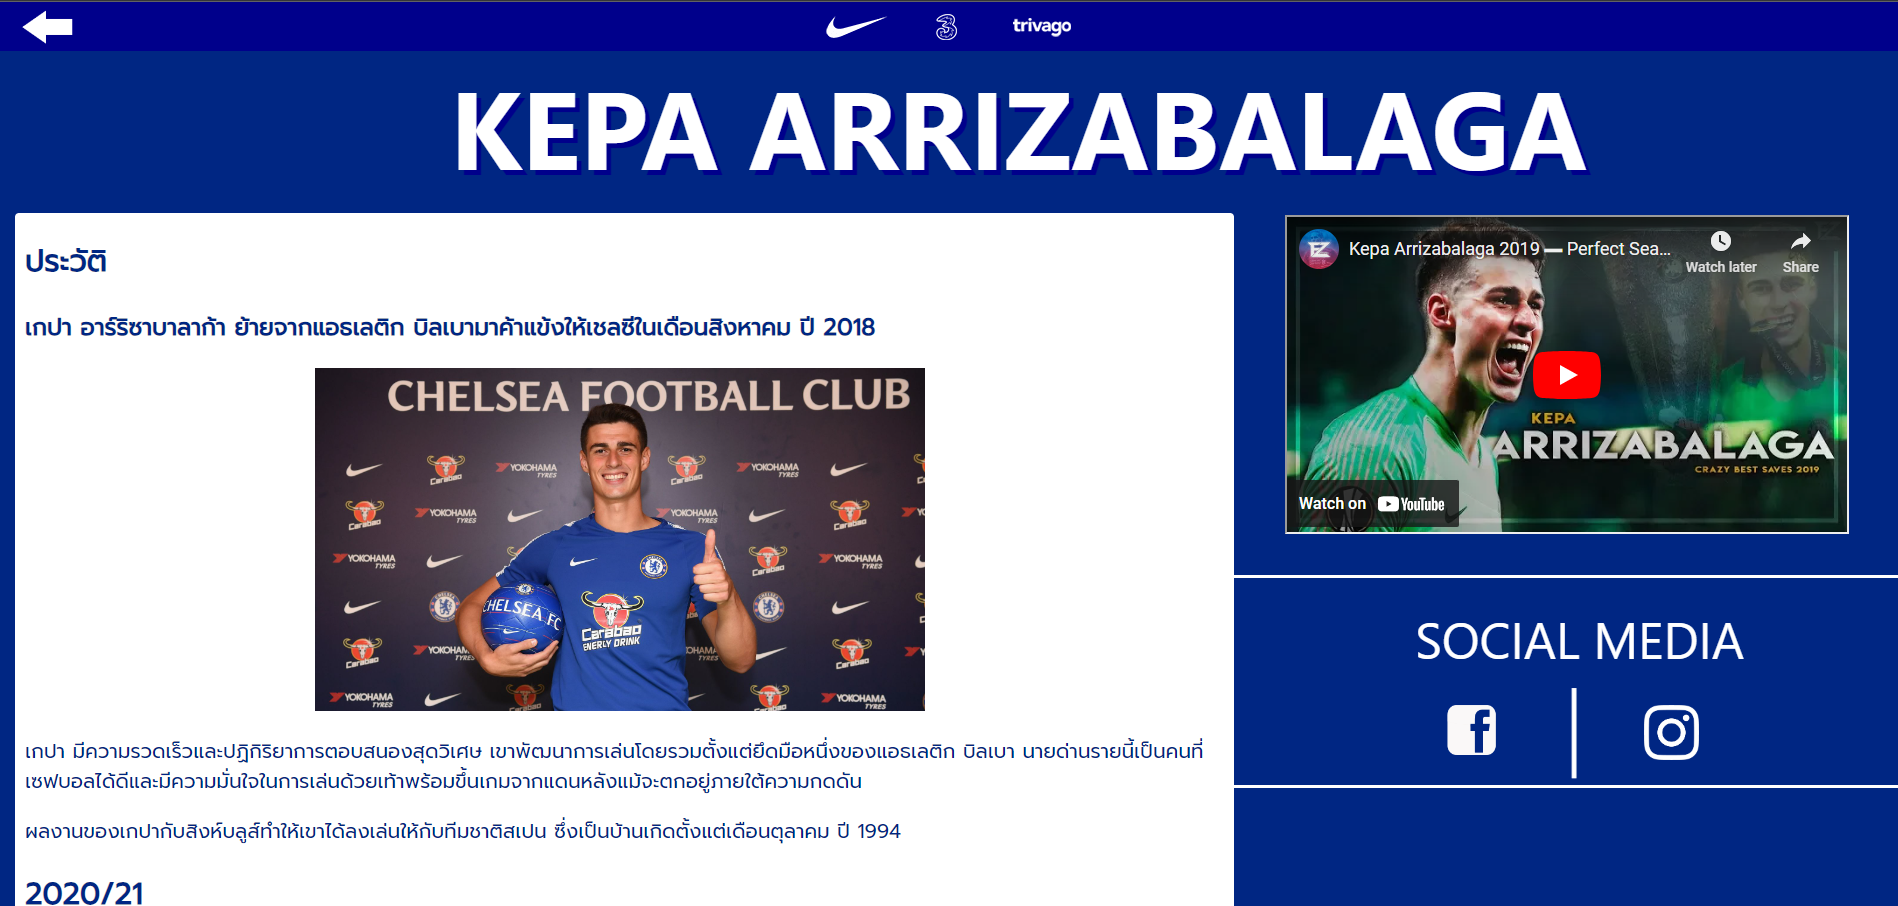 3
trivago
KEPA ARRIZABALAGA
ประวัติ
เกปา อาร์ริซาบาลาก้า ย้ายจากแอธเลติก บิลเบามาค้าแข้งให้เชลซีในเดือนสิงหาคม ปี 2018
CHELSEA FOOTBALL CLUB
YOKOHAMA TYRES
Carabao
CHELSEA FC
Carabao
ENERGY DRINK
เกปา มีความรวดเร็วและปฏิกิริยาการตอบสนองสุดวิเศษ เขาพัฒนาการเล่นโดยรวมตั้งแต่ยึดมือหนึ่งของแอธเลติก บิลเบา นายด่านรายนี้เป็นคนที่
เซฟบอลได้ดีและมีความมั่นใจในการเล่นด้วยเท้าพร้อมขึ้นเกมจากแดนหลังแม้จะตกอยู่ภายใต้ความกดดัน
ผลงานของเกปากับสิงห์บลูส์ทำให้เขาได้ลงเล่นให้กับทีมชาติสเปน ซึ่งเป็นบ้านเกิดตั้งแต่เดือนตุลาคม ปี 1994
2020/21
Kepa Arrizabalaga 2019 — Perfect Sea...
Watch later
Share
KEPA
ARRIZABALAGA
CRAZY BEST SAVES 2019
Watch on YouTube
SOCIAL MEDIA